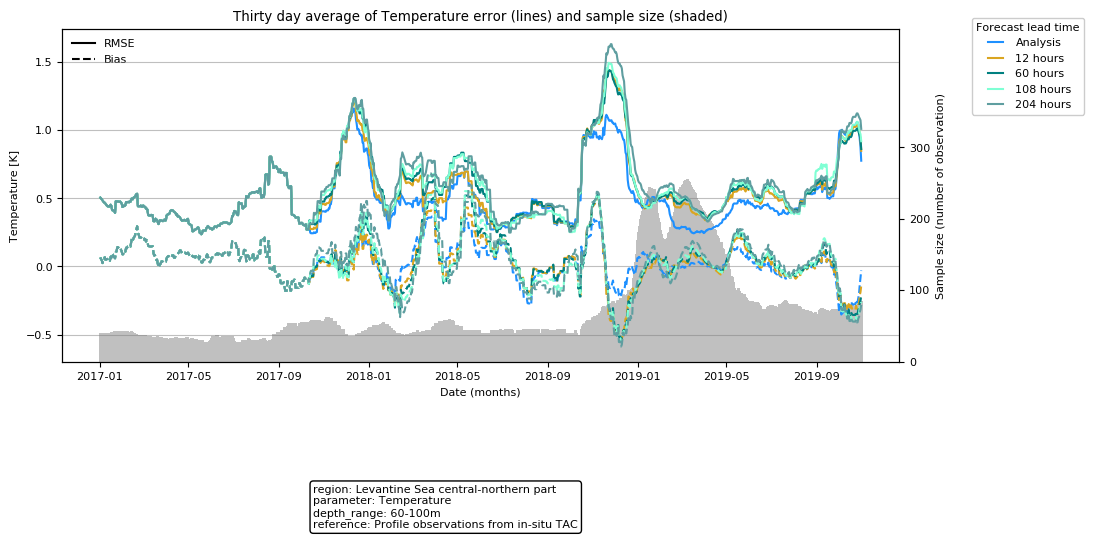 Thirty day average of Temperature error (lines) and sample size (shaded)
Forecast lead time
Analysis
12 hours
60 hours
108 hours
204 hours
RMSE
Bias
Temperature [K]
1.5
1.0
0.5
0.0
−0.5
Sample size (number of observation)
300
200
100
0
2017-01
2017-05
2017-09
2018-01
2018-05
2018-09
2019-01
2019-05
2019-09
Date (months)
region: Levantine Sea central-northern part
parameter: Temperature
depth_range: 60-100m
reference: Profile observations from in-situ TAC